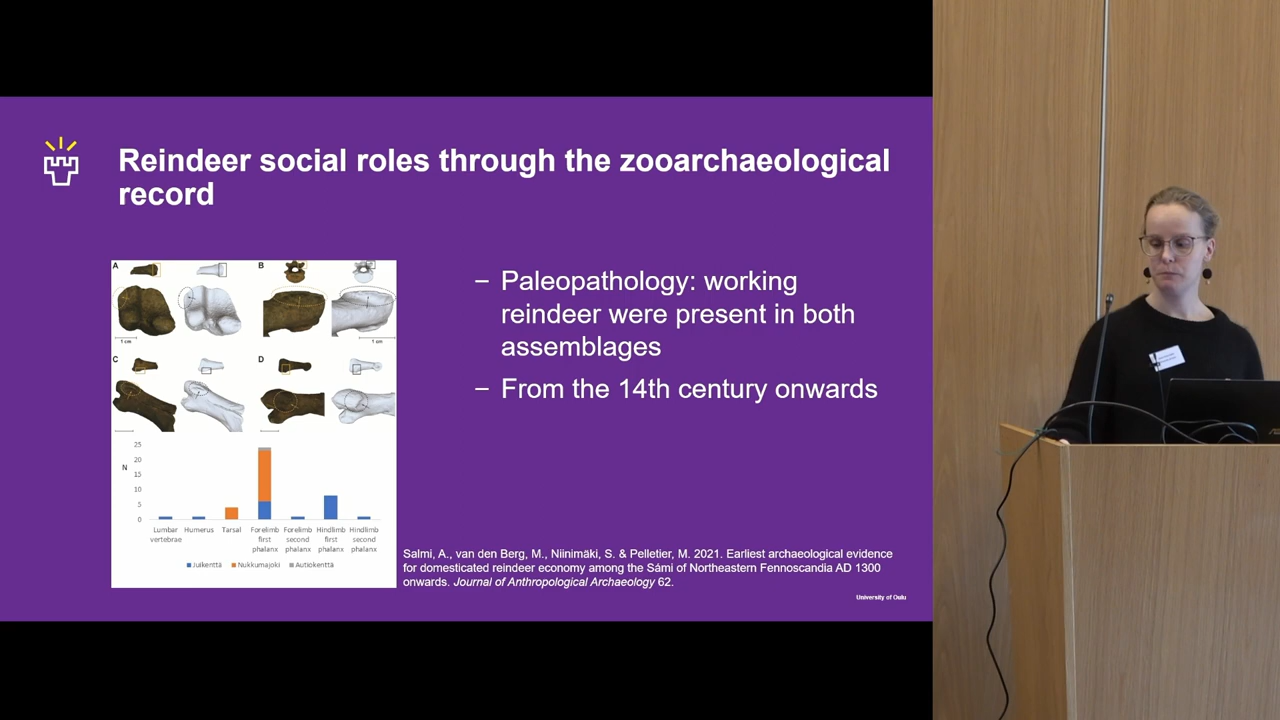 Reindeer social roles through the zooarchaeological
record
A
B
1 cm
1 cm
C
D
25
20
15
10
5
0
N
Lumbar vertebrae
Humerus
Tarsal
Forelimb first phalanx
Forelimb second phalanx
Hindlimb first phalanx
Hindlimb second phalanx
Juikenttä Nukkumajoki Autiokenttä
– Paleopathology: working
reindeer were present in both
assemblages
– From the 14th century onwards
Salmi, A., van den Berg, M., Niinimäki, S. & Pelletier, M. 2021. Earliest archaeological evidence
for domesticated reindeer economy among the Sámi of Northeastern Fennoscandia AD 1300
onwards. Journal of Anthropological Archaeology 62.
University of Oulu